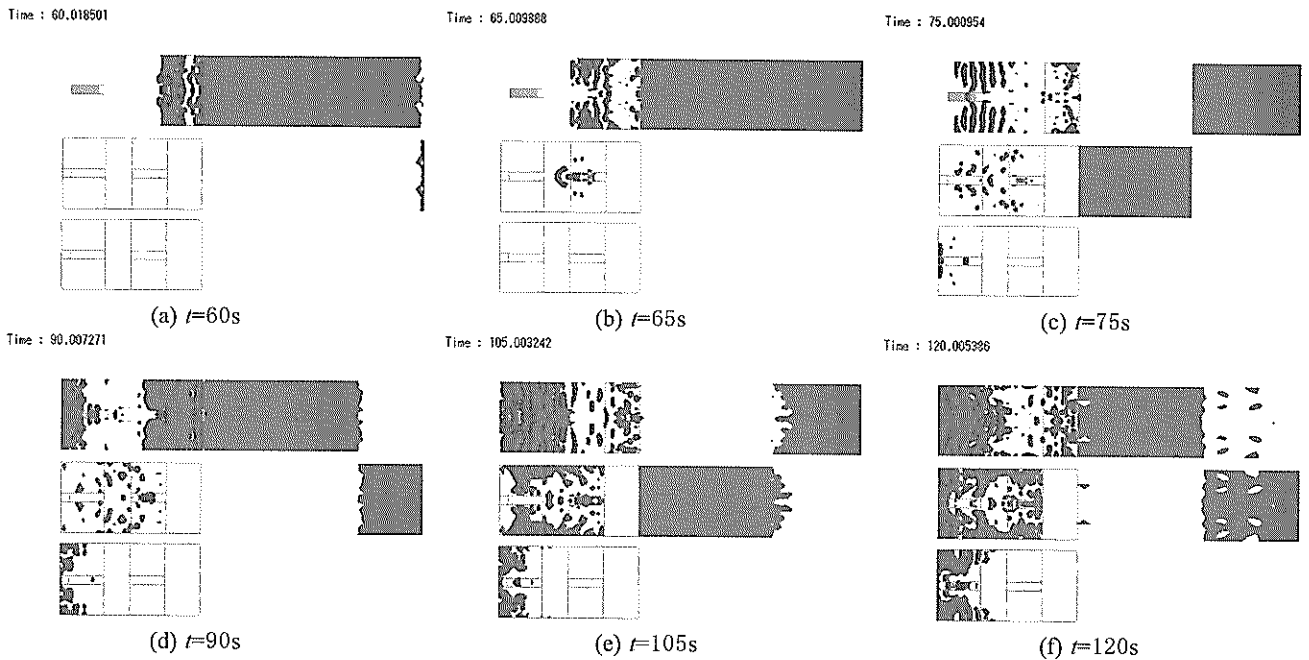 Time : 60.018501
Time : 65.009888
Time : 75.000954
(a) t=60s
(b) t=65s
(c) t=75s
Time : 90.007271
Time : 105.003242
Time : 120.005386
(d) t=90s
(e) t=105s
(f) t=120s